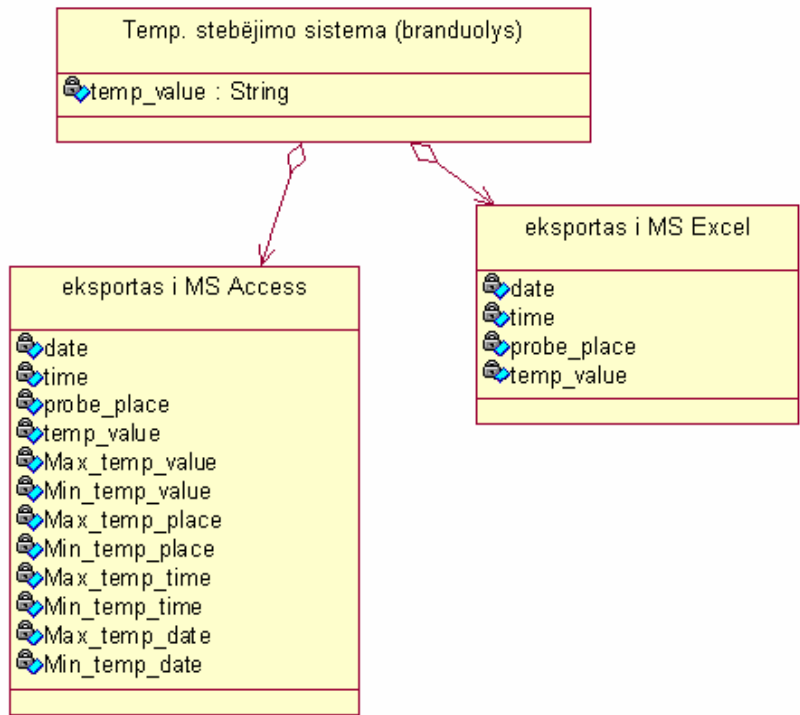 Temp. stebėjimo sistema (branduolys)
temp_value : String
eksportas i MS Excel
date
time
probe_place
temp_value
eksportas i MS Access
date
time
probe_place
temp_value
Max_temp_value
Min_temp_value
Max_temp_place
Min_temp_place
Max_temp_time
Min_temp_time
Max_temp_date
Min_temp_date